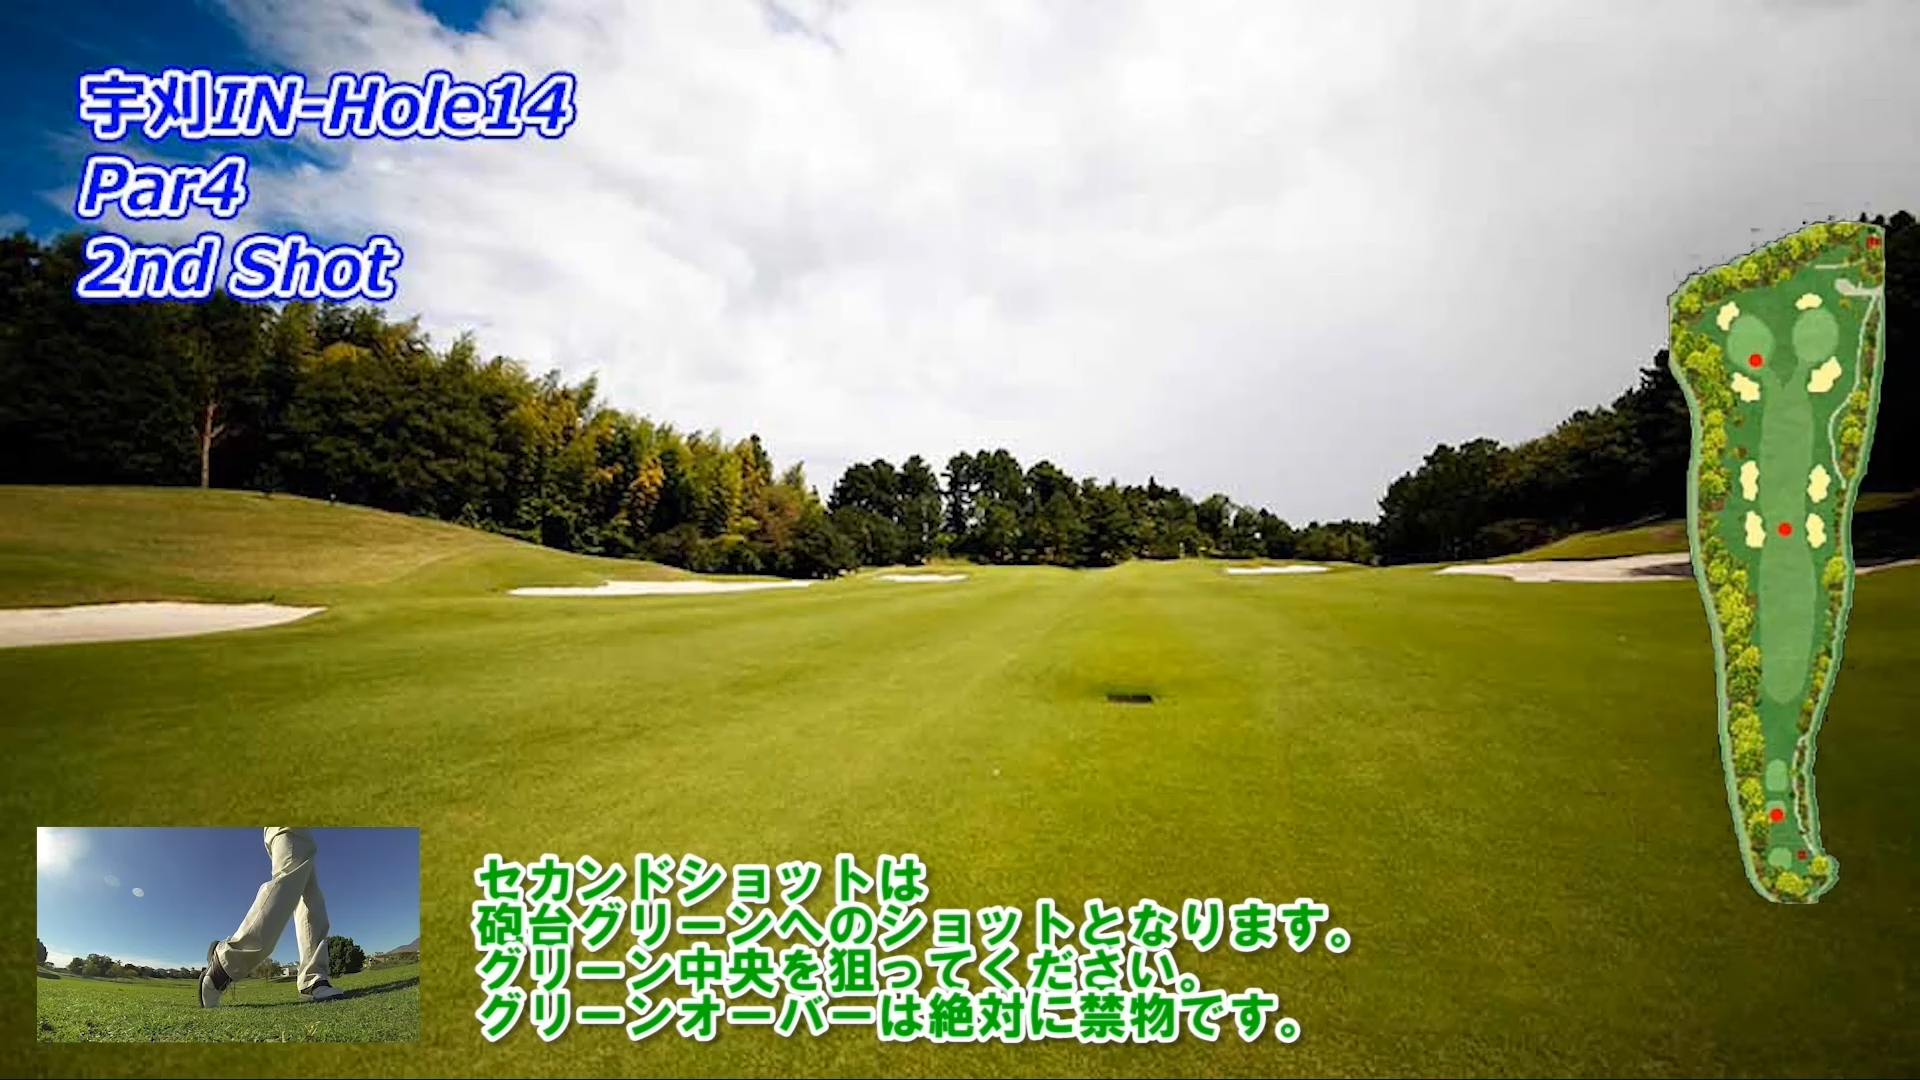 宇刈IN-Hole14
Par4
2nd Shot
セカンドショットは
砲台グリーンへのショットとなります。
グリーン中央を狙ってください。
グリーンオーバーは絶対に禁物です。